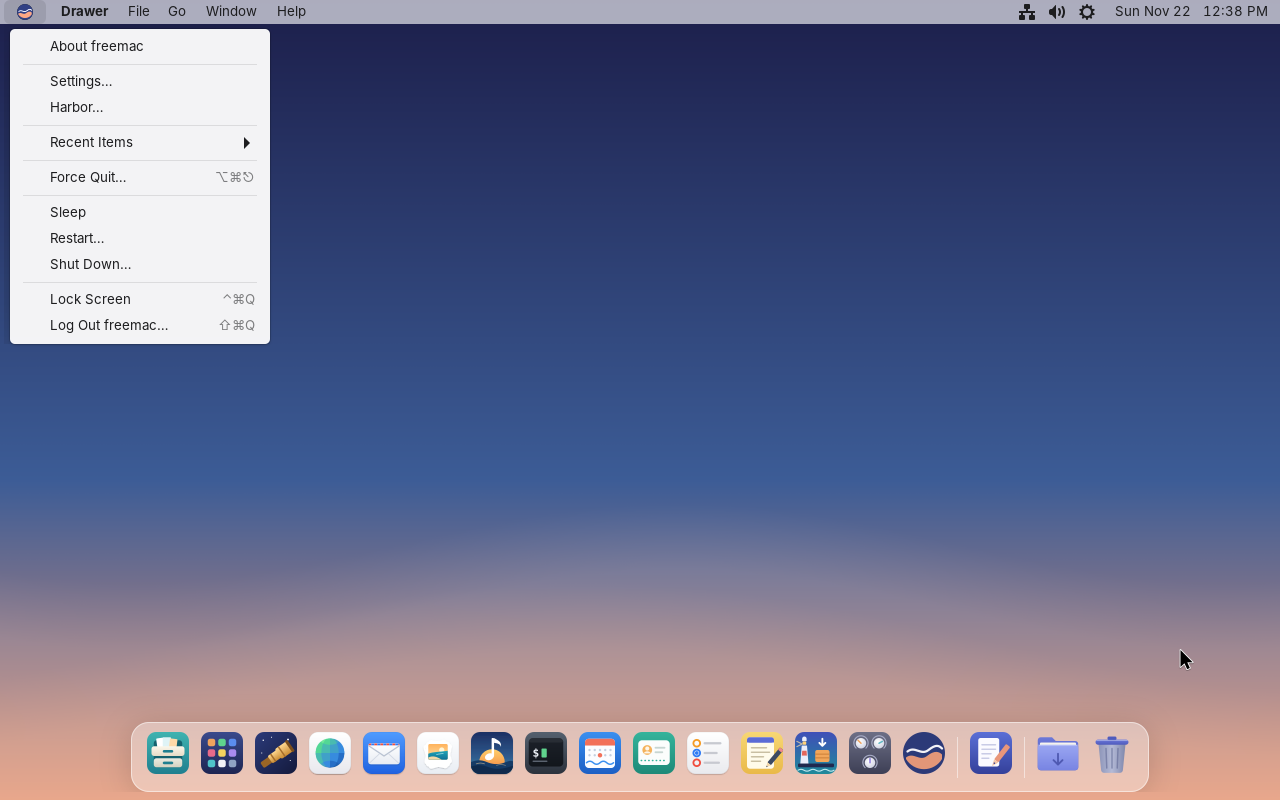 Drawer File Go Window Help Sun Nov 22 12:38 PM
About freemac
Settings...
Harbor...
Recent Items
Force Quit... ⌥⌘⎋
Sleep
Restart...
Shut Down...
Lock Screen ^⌘Q
Log Out freemac... ⇧⌘Q
$